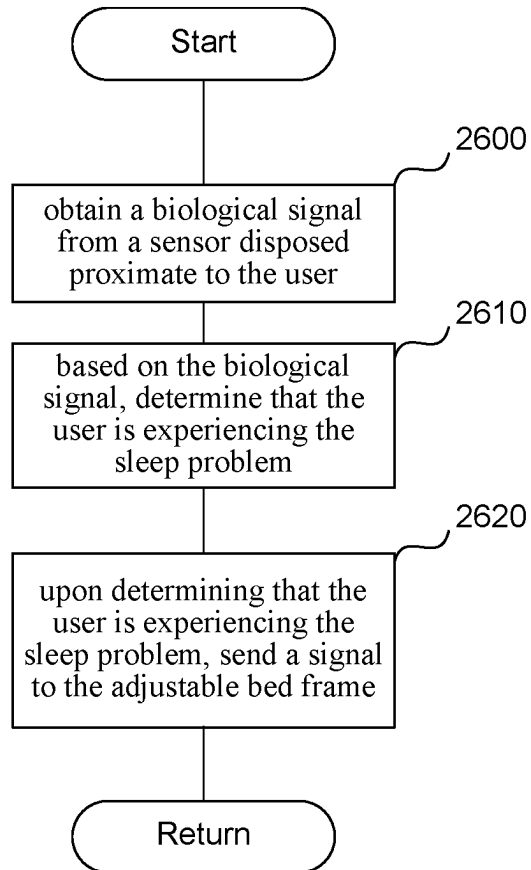 Start
2600
obtain a biological signal
from a sensor disposed
proximate to the user
2610
based on the biological
signal, determine that the
user is experiencing the
sleep problem
2620
upon determining that the
user is experiencing the
sleep problem, send a signal
to the adjustable bed frame
Return